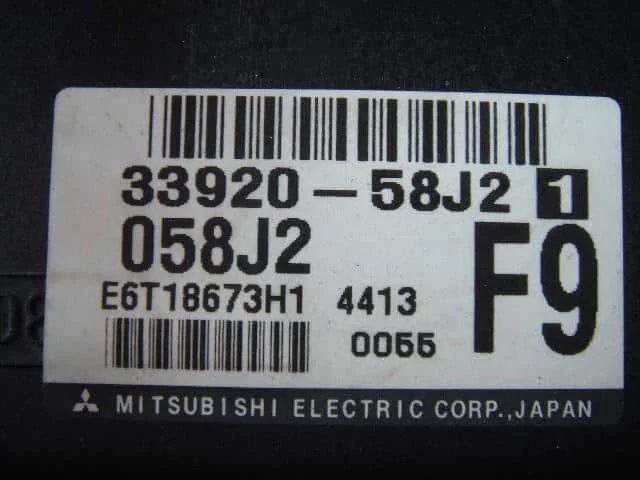 33920-58J2 1
058J2
F9
E6T18673H1 4413
0055
MITSUBISHI ELECTRIC CORP.,JAPAN